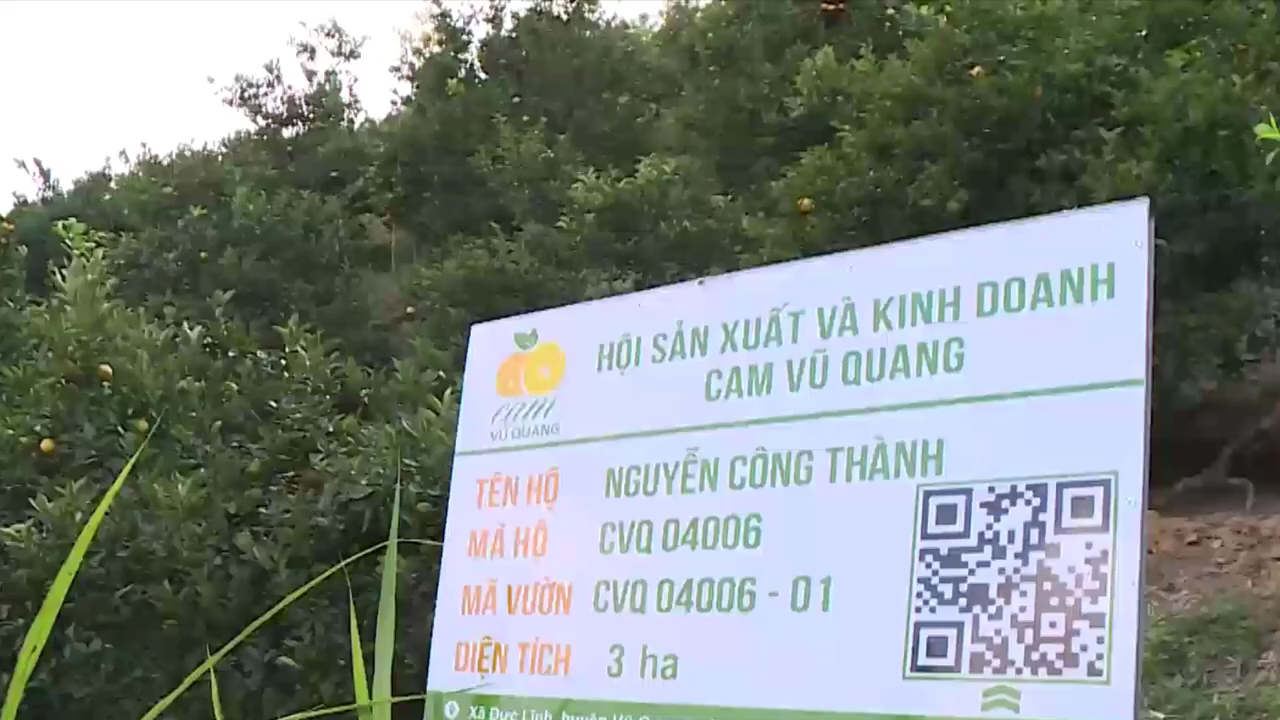 HỘI SẢN XUẤT VÀ KINH DOANH
CAM VŨ QUANG
cam
VŨ QUANG
TÊN HỘ NGUYỄN CÔNG THÀNH
MÃ HỘ CVQ 04006
MÃ VƯỜN CVQ 04006 - 01
DIỆN TÍCH 3 ha
Xã Đức Lĩnh, huyện Vũ